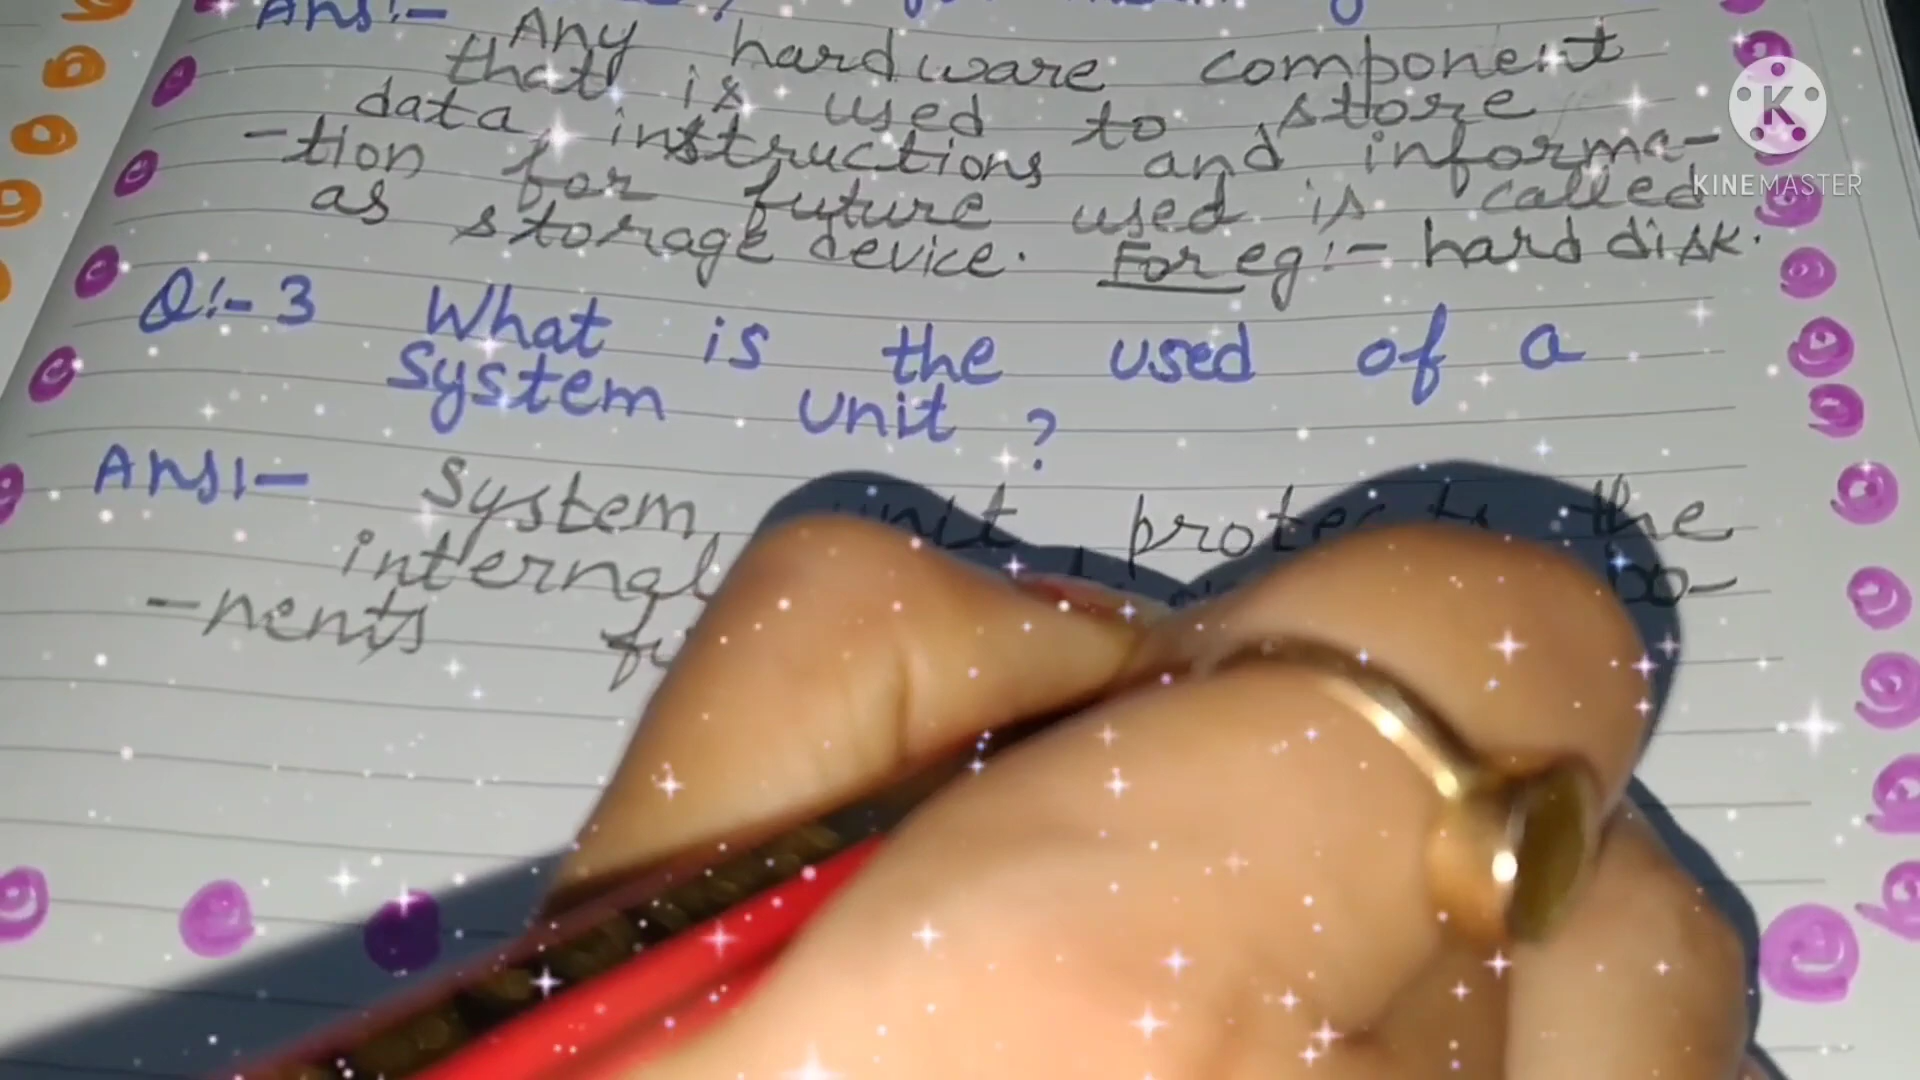 Ans!-
Any hardware component
that is used to store
data, instructions and informa-
-tion for future used is called
as storage device. For eg!- hard disk.
Q!- 3 What is the used of a
System unit ?
Ans!- System unit protects the
internal
-nents
K
KINEMASTER